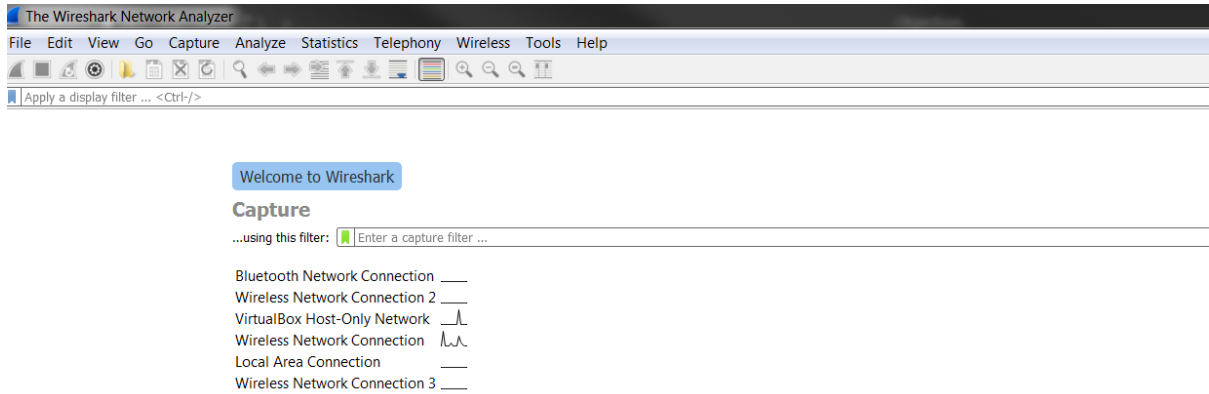 The Wireshark Network Analyzer
File Edit View Go Capture Analyze Statistics Telephony Wireless Tools Help
Apply a display filter ... <Ctrl-/>
Welcome to Wireshark
Capture
...using this filter: Enter a capture filter ...
Bluetooth Network Connection
Wireless Network Connection 2
VirtualBox Host-Only Network
Wireless Network Connection
Local Area Connection
Wireless Network Connection 3